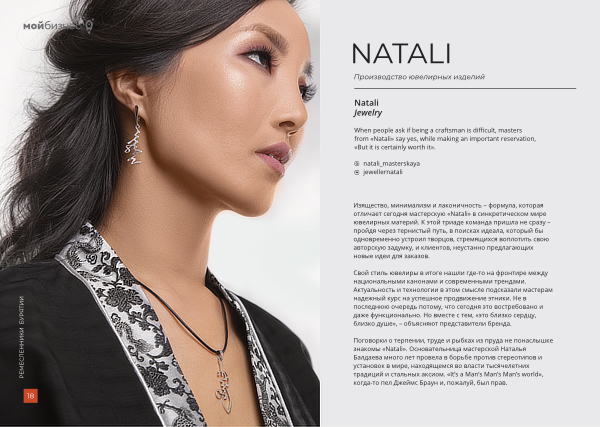 мойбизнес
NATALI
Производство ювелирных изделий
Natali
Jewelry
When people ask if being a craftsman is difficult, masters
from «Natali» say yes, while making an important reservation,
«But it is certainly worth it».
natali_masterskaya
jewellernatali
Изящество, минимализм и лаконичность – формула, которая
отличает сегодня мастерскую «Natali» в синкретическом мире
ювелирных материй. К этой триаде команда пришла не сразу –
пройдя через тернистый путь, в поисках идеала, который бы
одновременно устроил творцов, стремящихся воплотить свою
авторскую задумку, и клиентов, неустанно предлагающих
новые идеи для заказов.
Свой стиль ювелиры в итоге нашли где-то на фронтире между
национальными канонами и современными трендами.
Актуальность и технологии в этом смысле подсказали мастерам
надежный курс на успешное продвижение этники. Не в
последнюю очередь потому, что сегодня это востребовано и
даже функционально. Но вместе с тем, «это близко сердцу,
близко душе», – объясняют представители бренда.
Поговорки о терпении, труде и рыбках из пруда не понаслышке
знакомы «Natali». Основательница мастерской Наталья
Балдаева много лет провела в борьбе против стереотипов и
установок в мире, находящемся во власти тысячелетних
традиций и стальных аксиом. «It's a Man's Man's Man's world»,
когда-то пел Джеймс Браун и, пожалуй, был прав.
РЕМЕСЛЕННИКИ БУРЯТИИ
18